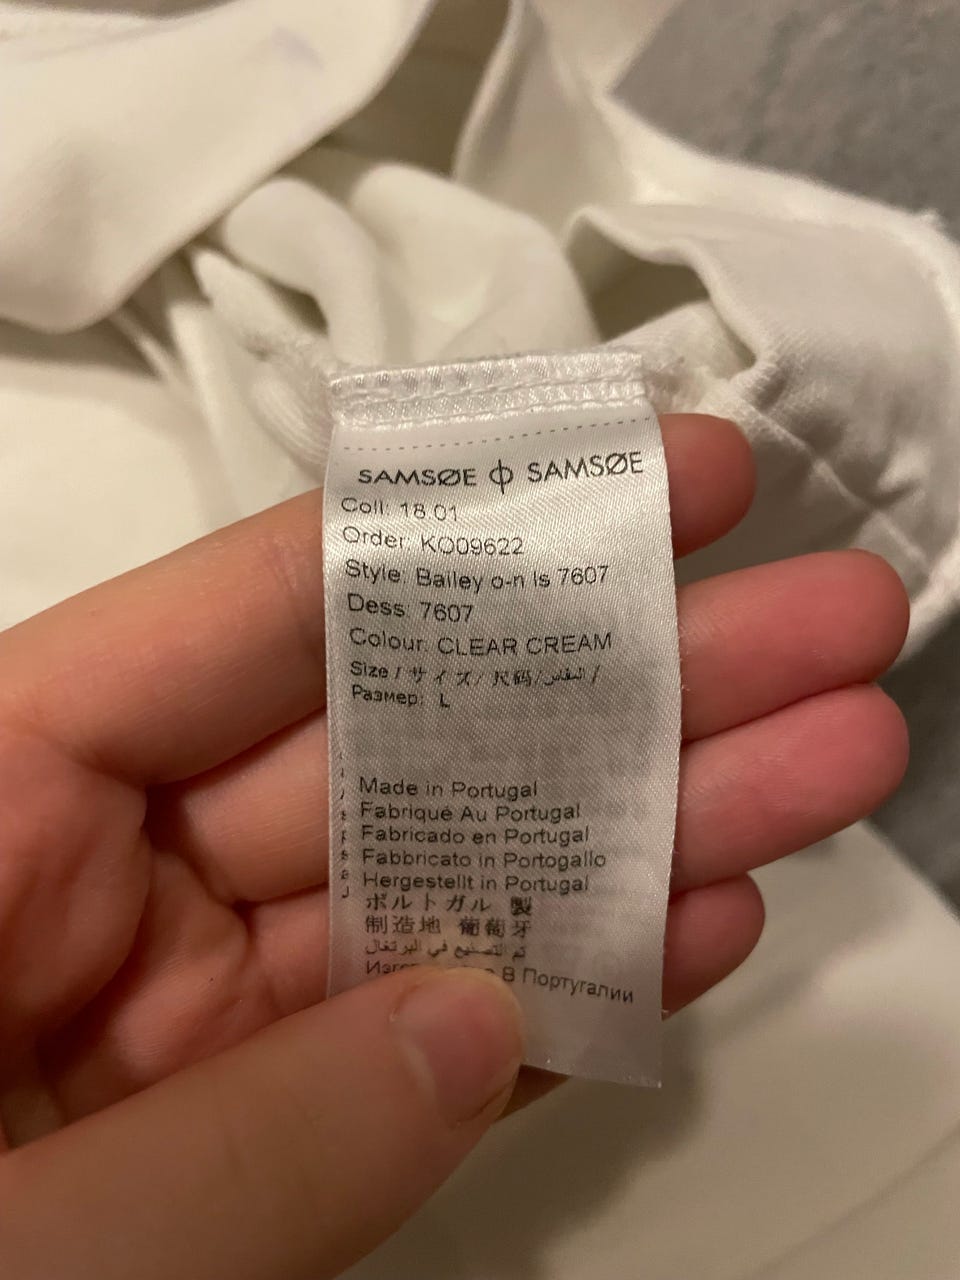 SAMSØE ф SAMSØE
Coll: 18.01
Order: KO09622
Style: Bailey o-n ls 7607
Dess: 7607
Colour: CLEAR CREAM
Size / サイズ/ 尺码/المقاس /
Размер: L
Made in Portugal
Fabriqué Au Portugal
Fabricado en Portugal
Fabbricato in Portogallo
Hergestellt in Portugal
ポルトガル 製
制造地 葡萄牙
تم التصنيع في البرتغال
В Португалии